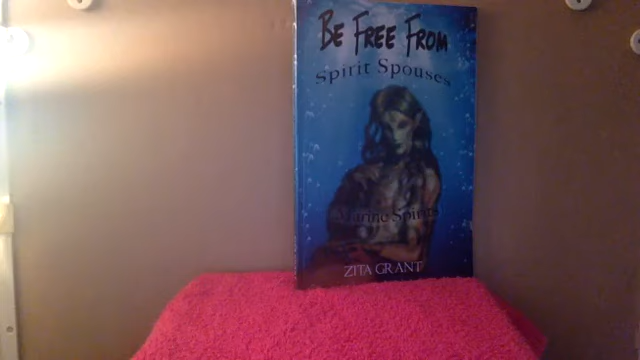 Be Free From
Spirit Spouses
Marine Spirits
ZITA GRANT